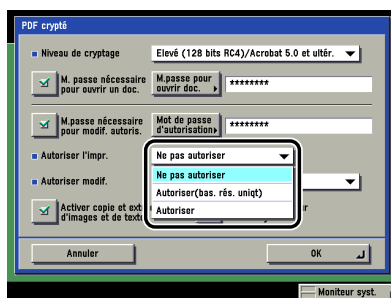 PDF crypté
Niveau de cryptage
Elevé (128 bits RC4)/Acrobat 5.0 et ultér.
M. passe nécessaire
pour ouvrir un doc.
M.passe pour
ouvrir doc.
********
M.passe nécessaire
pour modif. autoris.
Mot de passe
d'autorisation
********
Autoriser l'impr.
Ne pas autoriser
Ne pas autoriser
Autoriser(bas. rés. uniqt)
Autoriser
Autoriser modif.
Activer copie et ext
d'images et de text
Annuler
OK
Moniteur syst.